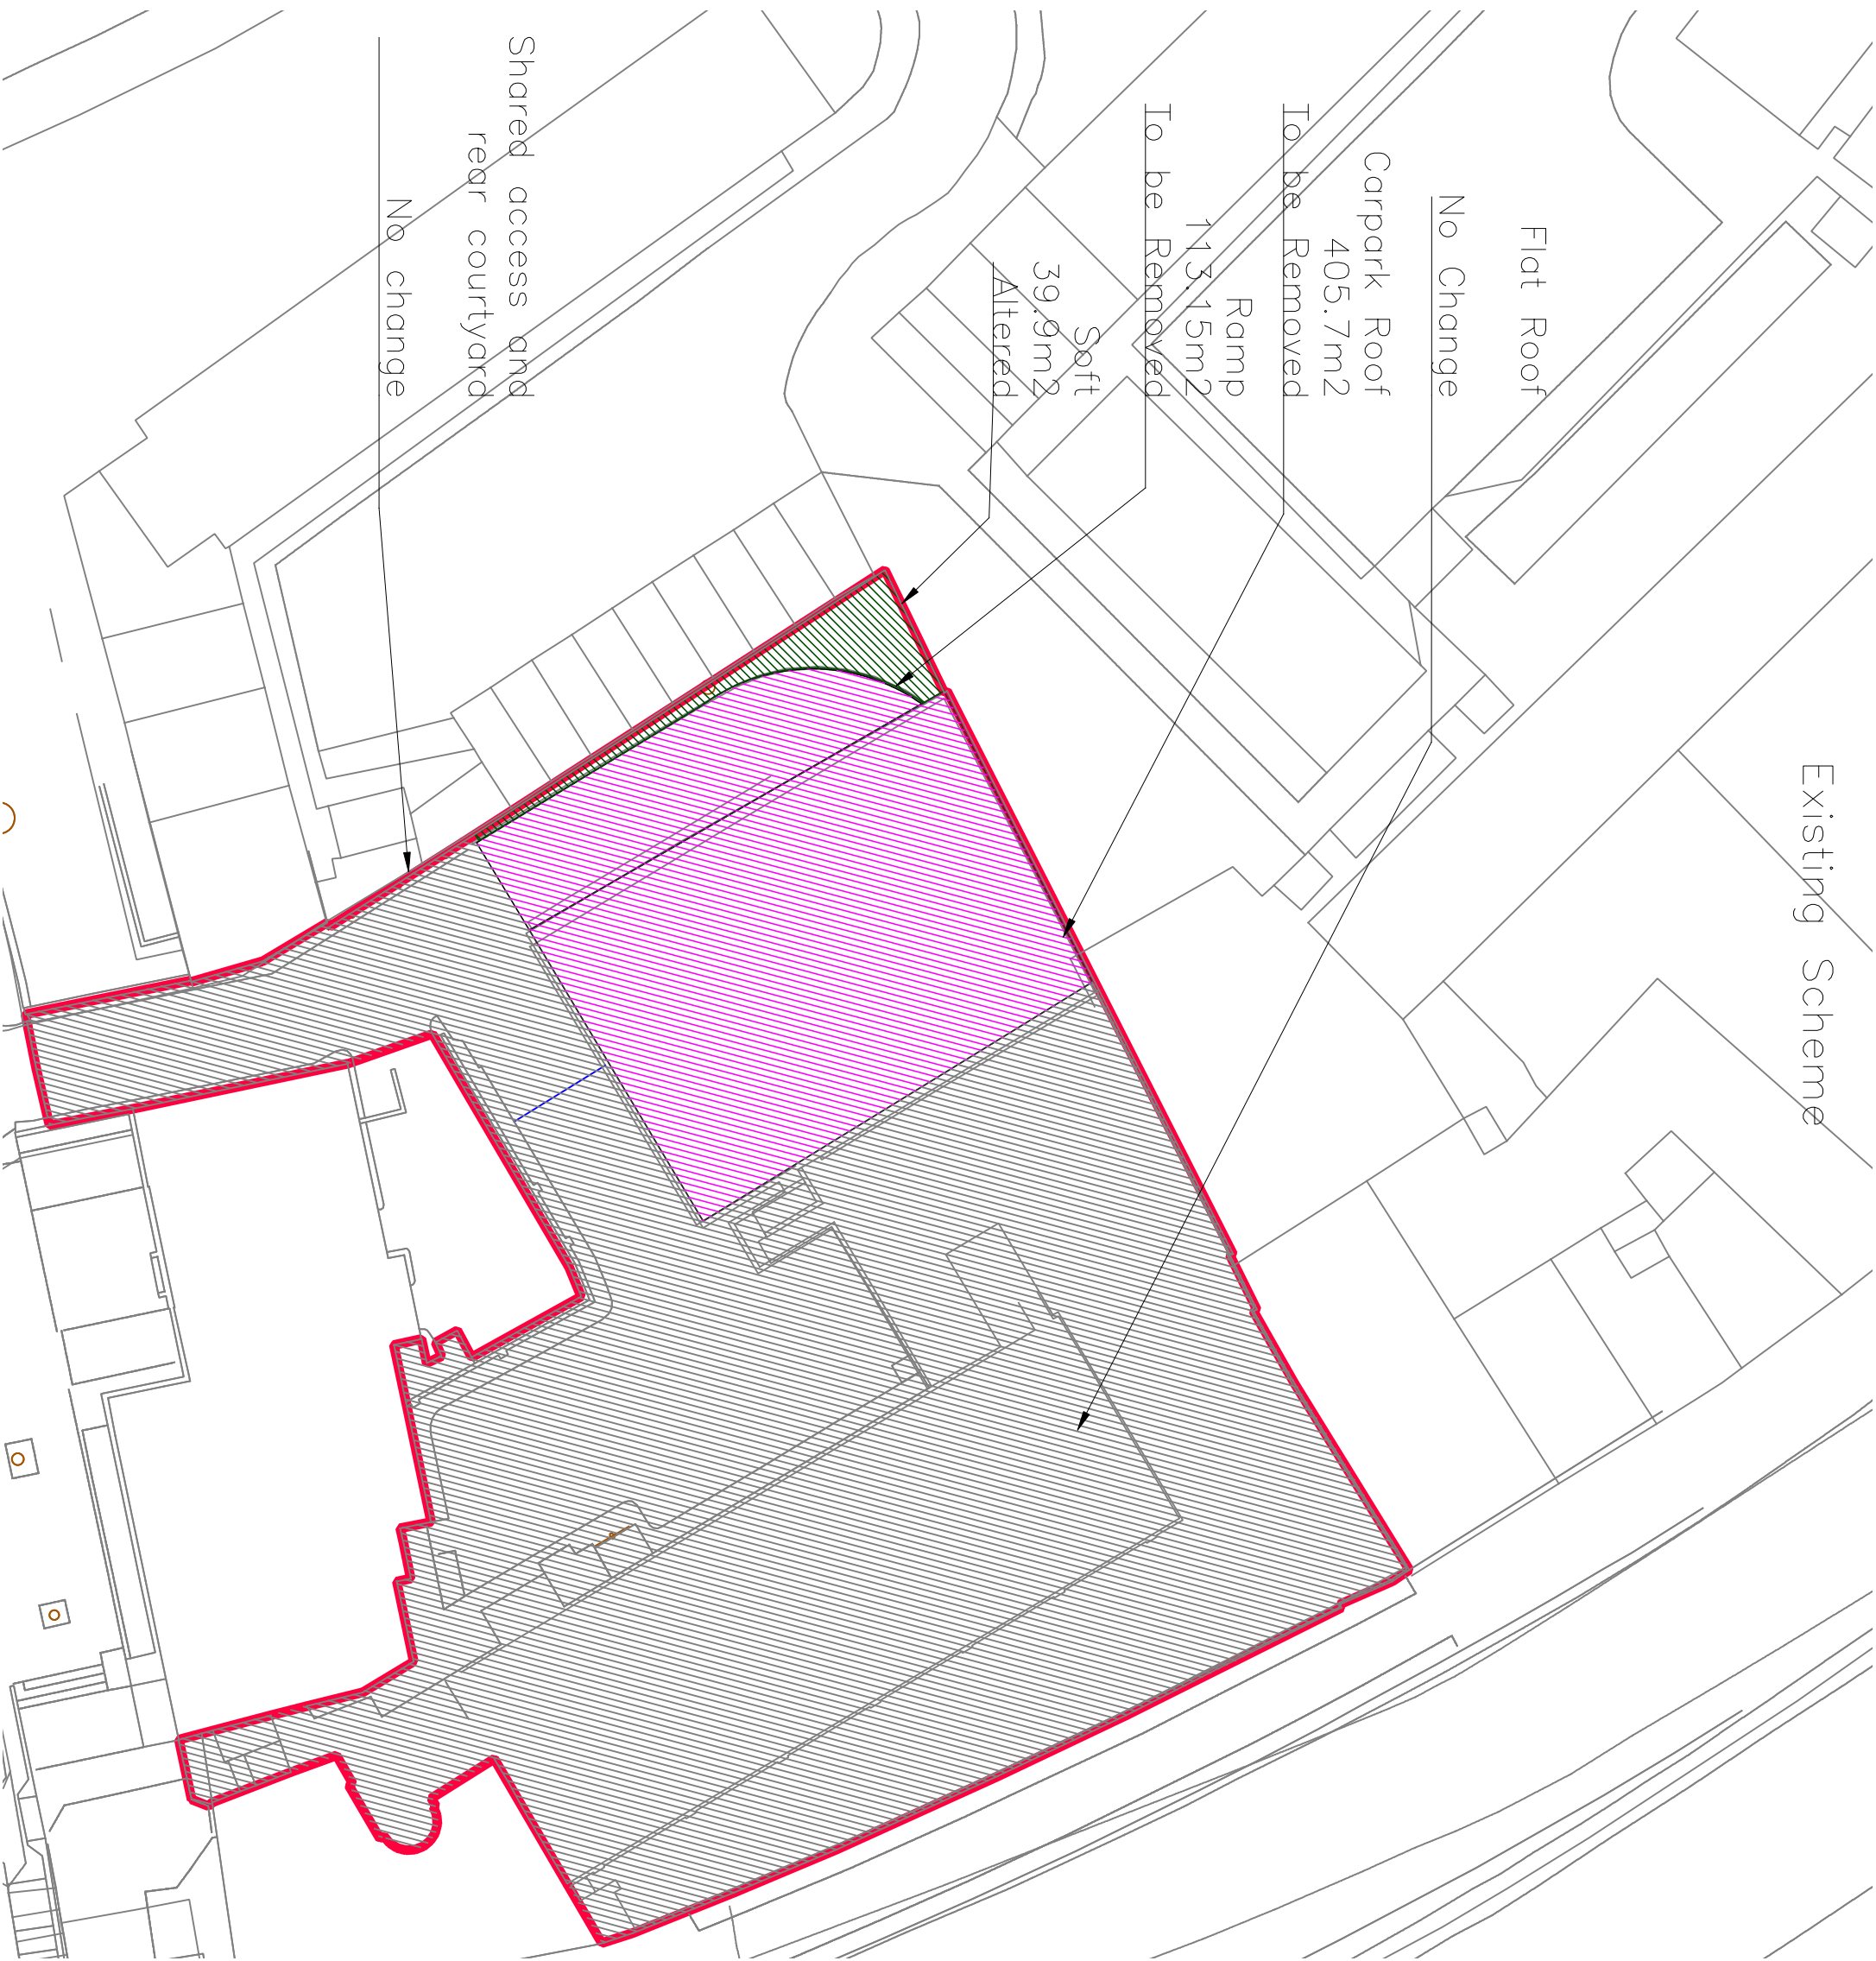 Existing Scheme
Flat Roof
No Change
Carpark Roof
405.7m2
To be Removed
Ramp
113.15m2
To be Removed
Soft
39.9m2
Altered
Shared access and
rear courtyard
No change